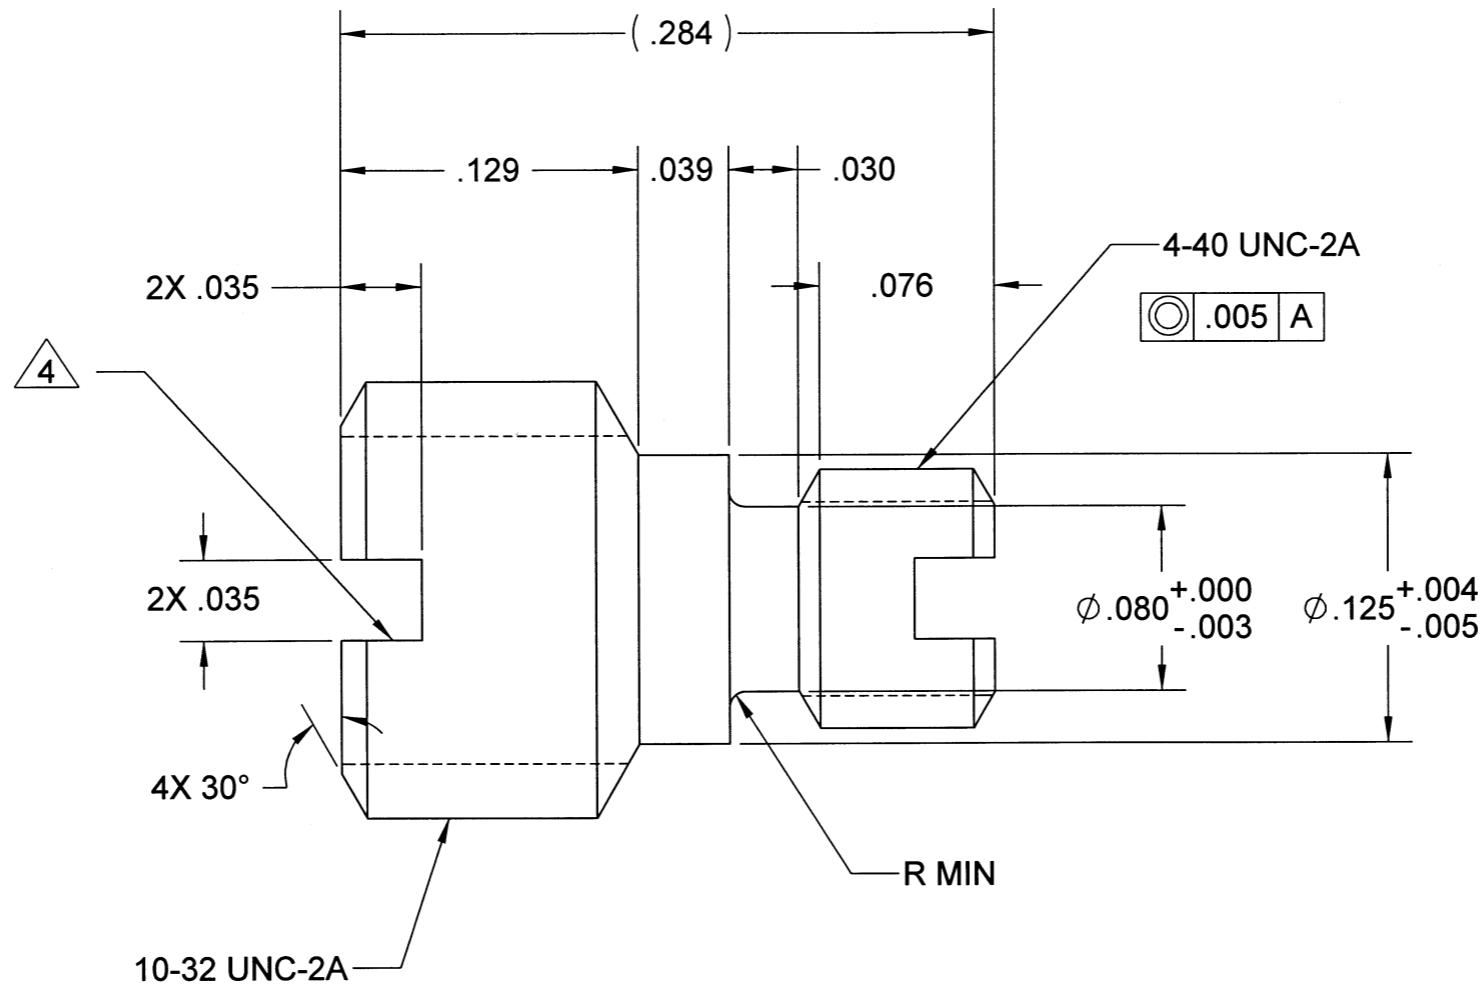 ( .284 )
.129 .039 .030
4-40 UNC-2A
2X .035 .076
.005 A
4
2X .035
Ø.080 +.000 -.003 Ø.125 +.004 -.005
4X 30°
R MIN
10-32 UNC-2A